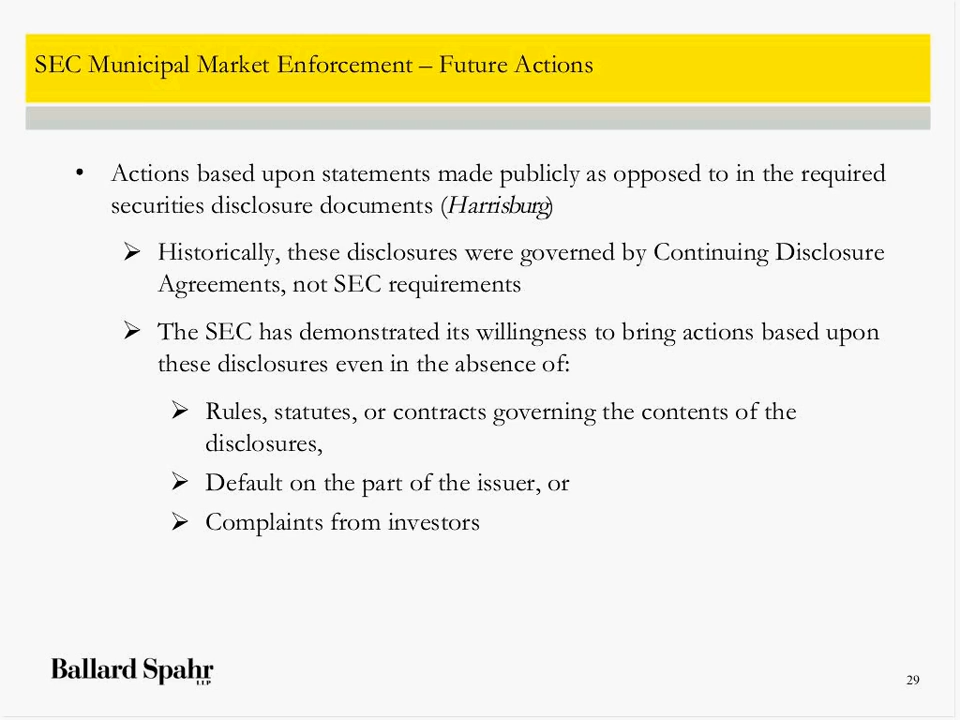 SEC Municipal Market Enforcement – Future Actions
• Actions based upon statements made publicly as opposed to in the required
securities disclosure documents (Harrisburg)
➢ Historically, these disclosures were governed by Continuing Disclosure
Agreements, not SEC requirements
➢ The SEC has demonstrated its willingness to bring actions based upon
these disclosures even in the absence of:
➢ Rules, statutes, or contracts governing the contents of the
disclosures,
➢ Default on the part of the issuer, or
➢ Complaints from investors
Ballard Spahr
LLP
29